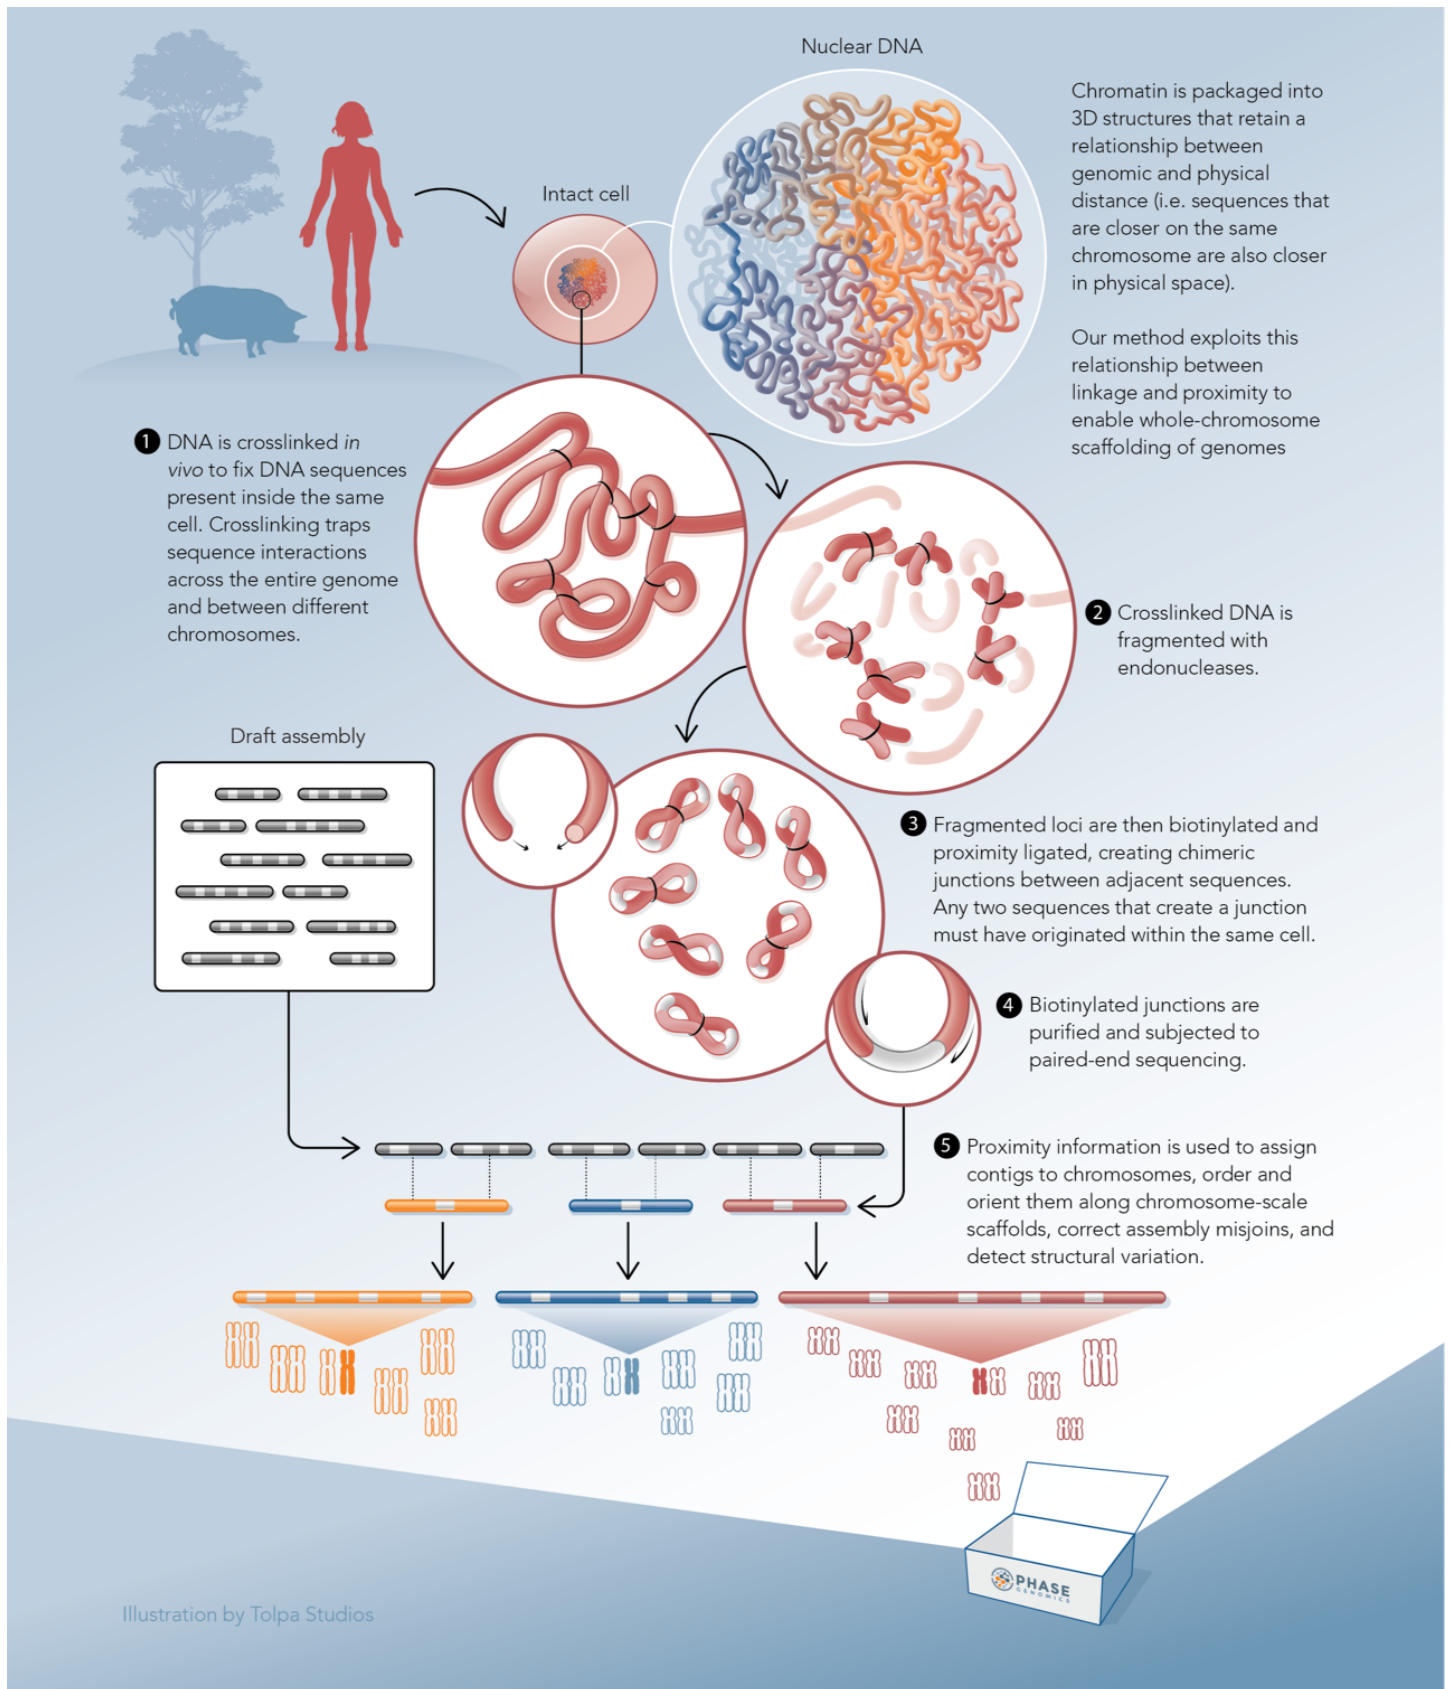 Nuclear DNA
Chromatin is packaged into
3D structures that retain a
relationship between
genomic and physical
distance (i.e. sequences that
are closer on the same
chromosome are also closer
in physical space).
Our method exploits this
relationship between
linkage and proximity to
enable whole-chromosome
scaffolding of genomes
Intact cell
1 DNA is crosslinked in
vivo to fix DNA sequences
present inside the same
cell. Crosslinking traps
sequence interactions
across the entire genome
and between different
chromosomes.
2 Crosslinked DNA is
fragmented with
endonucleases.
Draft assembly
3 Fragmented loci are then biotinylated and
proximity ligated, creating chimeric
junctions between adjacent sequences.
Any two sequences that create a junction
must have originated within the same cell.
4 Biotinylated junctions are
purified and subjected to
paired-end sequencing.
5 Proximity information is used to assign
contigs to chromosomes, order and
orient them along chromosome-scale
scaffolds, correct assembly misjoins, and
detect structural variation.
PHASE
GENOMICS
Illustration by Tolpa Studios